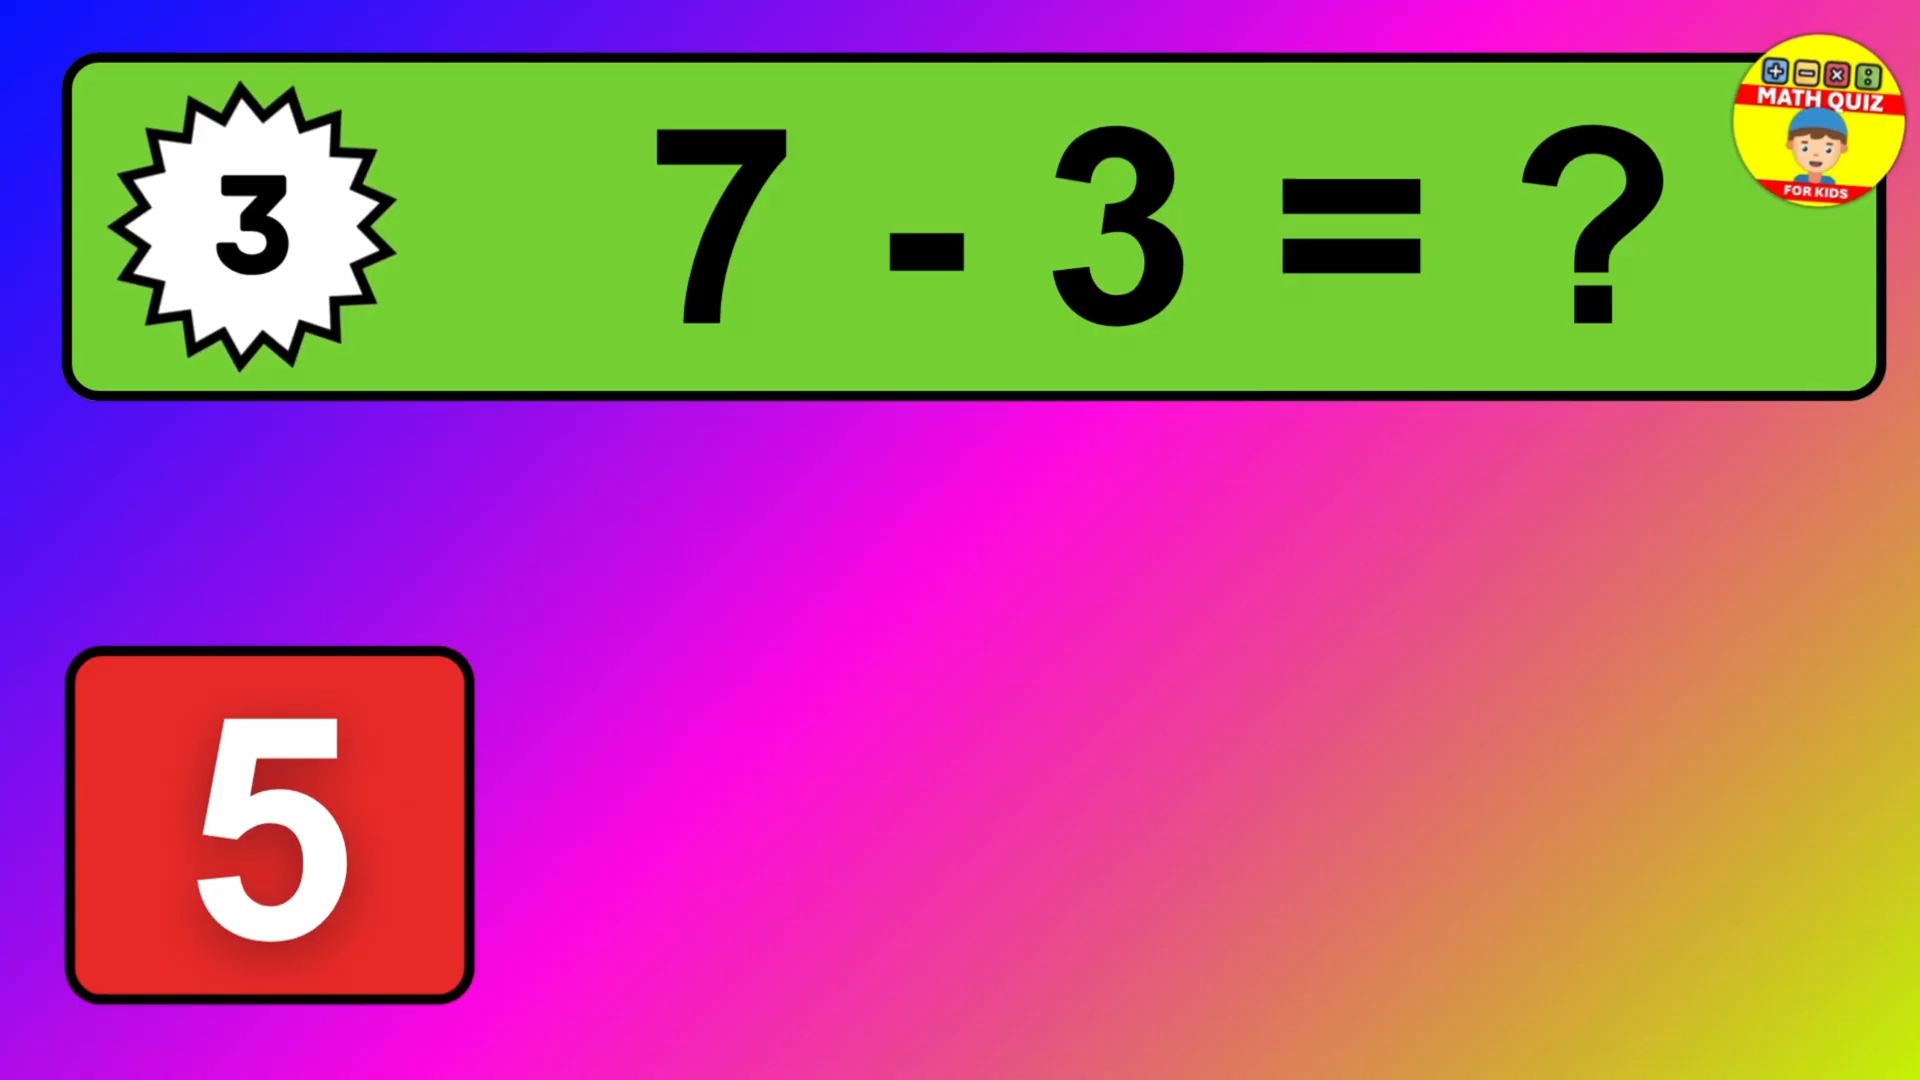 3
7 - 3 = ?
+ - × ÷
MATH QUIZ
FOR KIDS
5